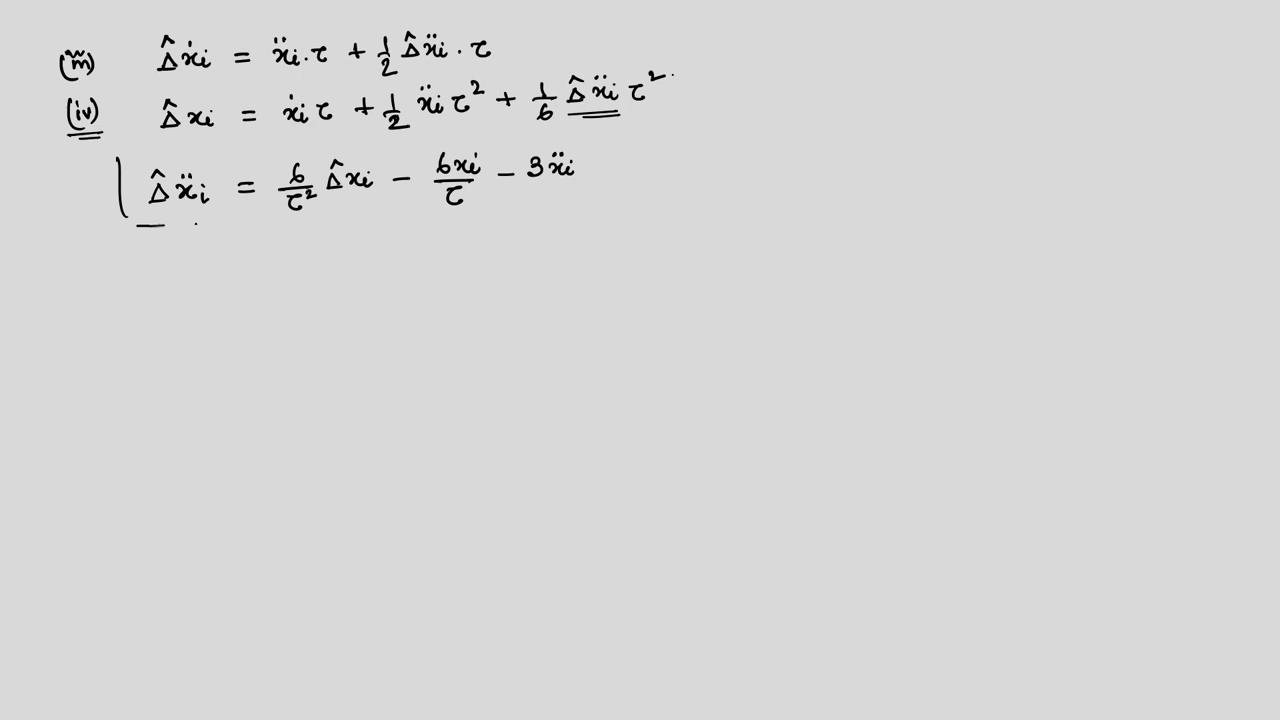 (iii) Δ̂ẋi = ẍi·τ + 1/2 Δ̂ẍi · τ
(iv) Δ̂xi = ẋi τ + 1/2 ẍi τ² + 1/6 Δ̂ẍi τ²
Δ̂ẍi = 6/τ² Δ̂xi − 6xi/τ − 3ẍi